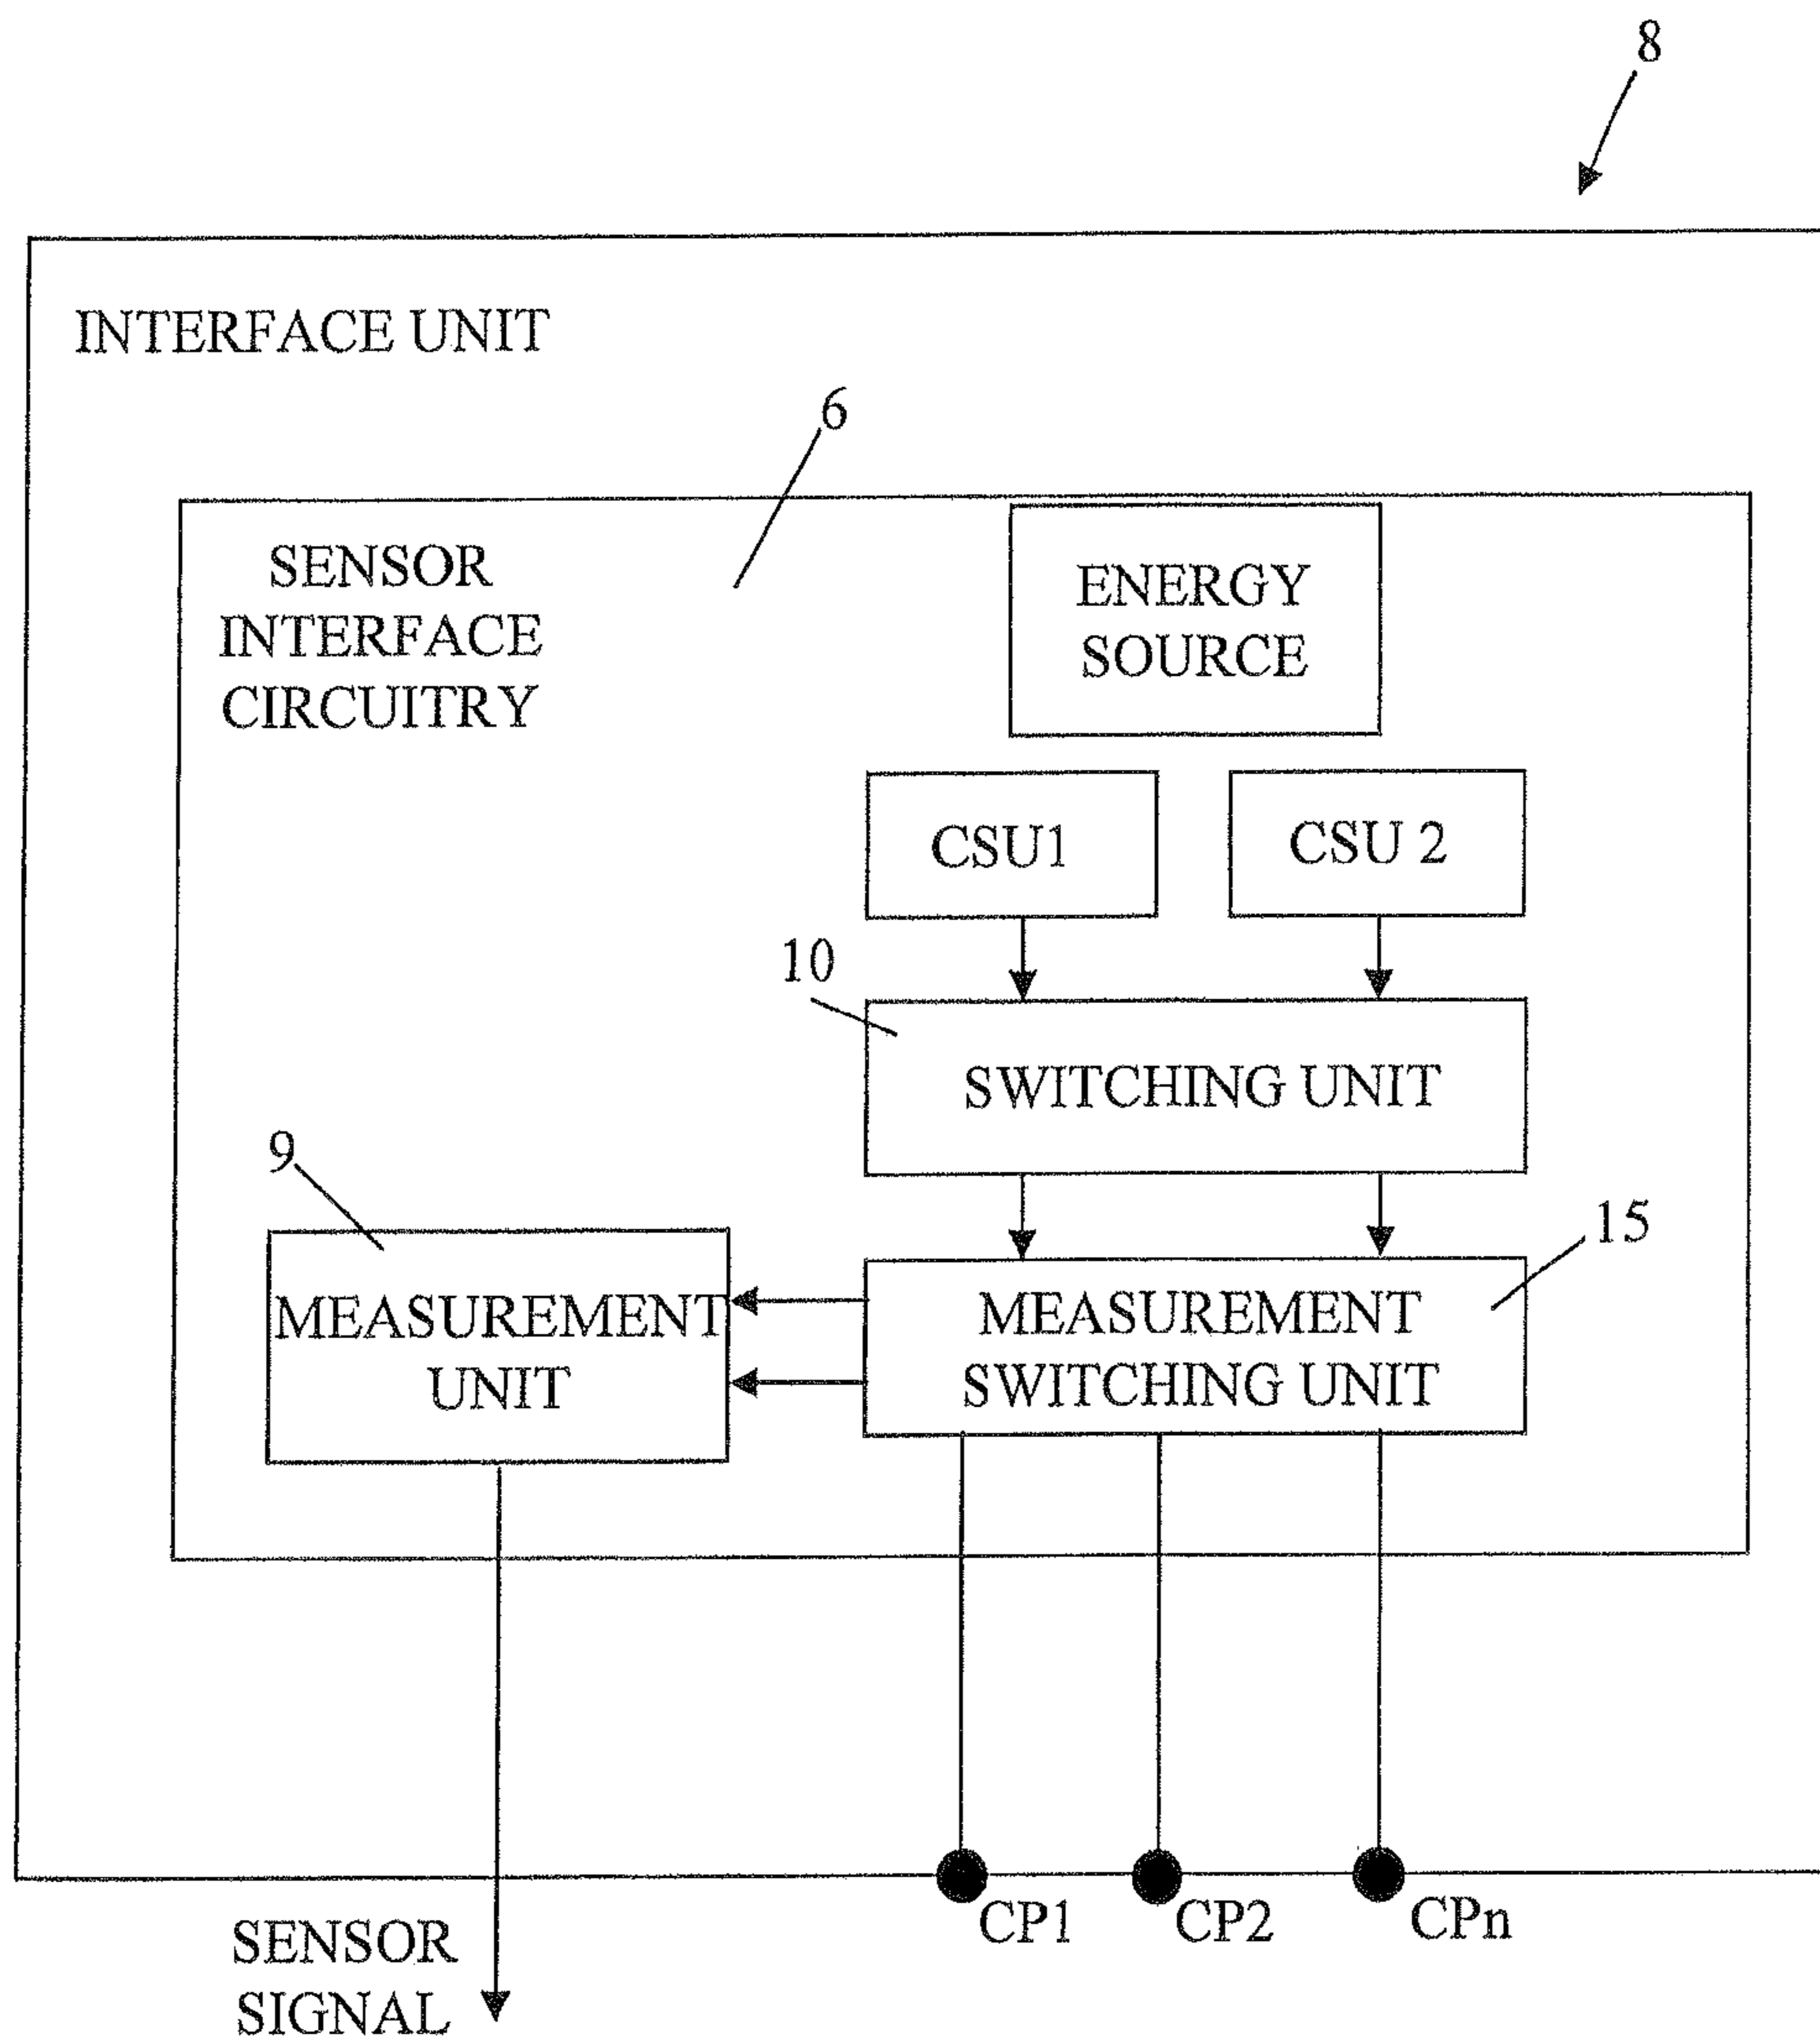 8
INTERFACE UNIT
6
SENSOR
INTERFACE
CIRCUITRY
ENERGY
SOURCE
CSU1
CSU 2
10
SWITCHING UNIT
9
15
MEASUREMENT
UNIT
MEASUREMENT
SWITCHING UNIT
CP1
CP2
CPn
SENSOR
SIGNAL